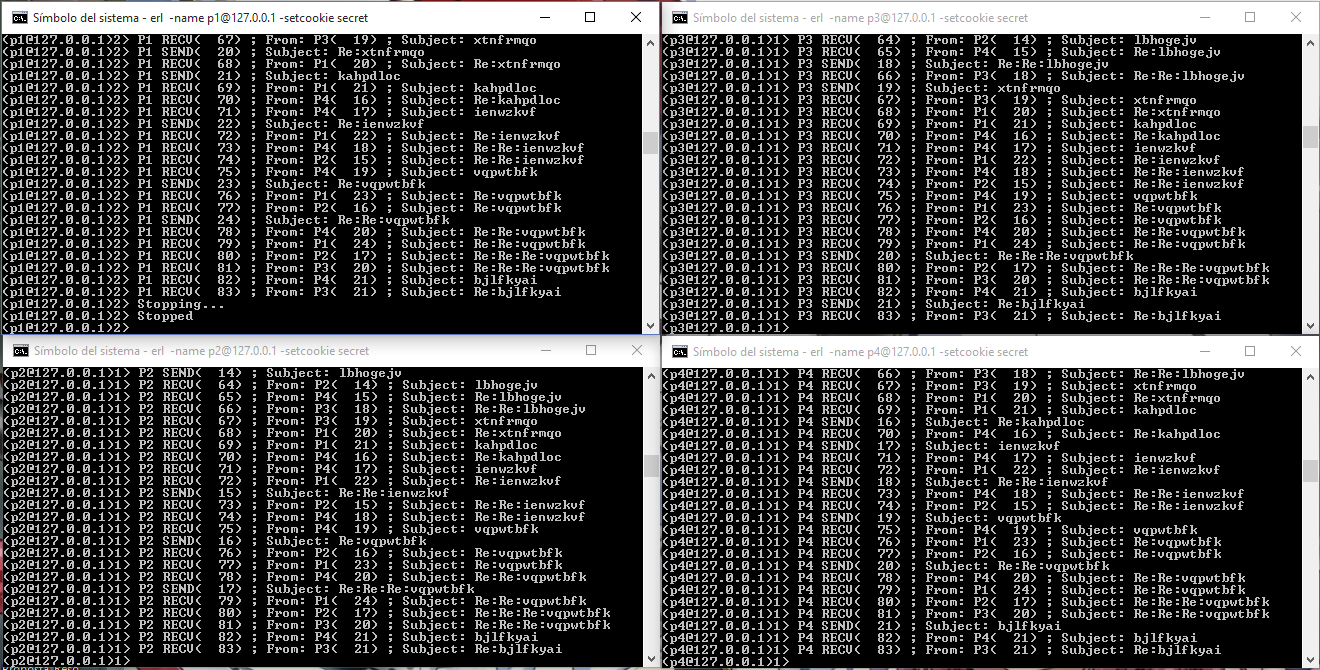 Símbolo del sistema - erl -name p1@127.0.0.1 -setcookie secret
(p1@127.0.0.1)2> P1 RECV(  67) ; From: P3(  19) ; Subject: xtnfrmqo
(p1@127.0.0.1)2> P1 SEND(  20) ; Subject: Re:xtnfrmqo
(p1@127.0.0.1)2> P1 RECV(  68) ; From: P1(  20) ; Subject: Re:xtnfrmqo
(p1@127.0.0.1)2> P1 SEND(  21) ; Subject: kahpdloc
(p1@127.0.0.1)2> P1 RECV(  69) ; From: P1(  21) ; Subject: kahpdloc
(p1@127.0.0.1)2> P1 RECV(  70) ; From: P4(  16) ; Subject: Re:kahpdloc
(p1@127.0.0.1)2> P1 RECV(  71) ; From: P4(  17) ; Subject: ienwzkvf
(p1@127.0.0.1)2> P1 SEND(  22) ; Subject: Re:ienwzkvf
(p1@127.0.0.1)2> P1 RECV(  72) ; From: P1(  22) ; Subject: Re:ienwzkvf
(p1@127.0.0.1)2> P1 RECV(  73) ; From: P4(  18) ; Subject: Re:Re:ienwzkvf
(p1@127.0.0.1)2> P1 RECV(  74) ; From: P2(  15) ; Subject: Re:Re:ienwzkvf
(p1@127.0.0.1)2> P1 RECV(  75) ; From: P4(  19) ; Subject: vqpwtbfk
(p1@127.0.0.1)2> P1 SEND(  23) ; Subject: Re:vqpwtbfk
(p1@127.0.0.1)2> P1 RECV(  76) ; From: P1(  23) ; Subject: Re:vqpwtbfk
(p1@127.0.0.1)2> P1 RECV(  77) ; From: P2(  16) ; Subject: Re:vqpwtbfk
(p1@127.0.0.1)2> P1 SEND(  24) ; Subject: Re:Re:vqpwtbfk
(p1@127.0.0.1)2> P1 RECV(  78) ; From: P4(  20) ; Subject: Re:Re:vqpwtbfk
(p1@127.0.0.1)2> P1 RECV(  79) ; From: P1(  24) ; Subject: Re:Re:vqpwtbfk
(p1@127.0.0.1)2> P1 RECV(  80) ; From: P2(  17) ; Subject: Re:Re:Re:vqpwtbfk
(p1@127.0.0.1)2> P1 RECV(  81) ; From: P3(  20) ; Subject: Re:Re:Re:vqpwtbfk
(p1@127.0.0.1)2> P1 RECV(  82) ; From: P4(  21) ; Subject: bjlfkyai
(p1@127.0.0.1)2> P1 RECV(  83) ; From: P3(  21) ; Subject: Re:bjlfkyai
(p1@127.0.0.1)2> Stopping...
(p1@127.0.0.1)2> Stopped
(p1@127.0.0.1)2>
Símbolo del sistema - erl -name p3@127.0.0.1 -setcookie secret
(p3@127.0.0.1)1> P3 RECV(  64) ; From: P2(  14) ; Subject: lbhogejv
(p3@127.0.0.1)1> P3 RECV(  65) ; From: P4(  15) ; Subject: Re:lbhogejv
(p3@127.0.0.1)1> P3 SEND(  18) ; Subject: Re:Re:lbhogejv
(p3@127.0.0.1)1> P3 RECV(  66) ; From: P3(  18) ; Subject: Re:Re:lbhogejv
(p3@127.0.0.1)1> P3 SEND(  19) ; Subject: xtnfrmqo
(p3@127.0.0.1)1> P3 RECV(  67) ; From: P3(  19) ; Subject: xtnfrmqo
(p3@127.0.0.1)1> P3 RECV(  68) ; From: P1(  20) ; Subject: Re:xtnfrmqo
(p3@127.0.0.1)1> P3 RECV(  69) ; From: P1(  21) ; Subject: kahpdloc
(p3@127.0.0.1)1> P3 RECV(  70) ; From: P4(  16) ; Subject: Re:kahpdloc
(p3@127.0.0.1)1> P3 RECV(  71) ; From: P4(  17) ; Subject: ienwzkvf
(p3@127.0.0.1)1> P3 RECV(  72) ; From: P1(  22) ; Subject: Re:ienwzkvf
(p3@127.0.0.1)1> P3 RECV(  73) ; From: P4(  18) ; Subject: Re:Re:ienwzkvf
(p3@127.0.0.1)1> P3 RECV(  74) ; From: P2(  15) ; Subject: Re:Re:ienwzkvf
(p3@127.0.0.1)1> P3 RECV(  75) ; From: P4(  19) ; Subject: vqpwtbfk
(p3@127.0.0.1)1> P3 RECV(  76) ; From: P1(  23) ; Subject: Re:vqpwtbfk
(p3@127.0.0.1)1> P3 RECV(  77) ; From: P2(  16) ; Subject: Re:vqpwtbfk
(p3@127.0.0.1)1> P3 RECV(  78) ; From: P4(  20) ; Subject: Re:Re:vqpwtbfk
(p3@127.0.0.1)1> P3 RECV(  79) ; From: P1(  24) ; Subject: Re:Re:vqpwtbfk
(p3@127.0.0.1)1> P3 SEND(  20) ; Subject: Re:Re:Re:vqpwtbfk
(p3@127.0.0.1)1> P3 RECV(  80) ; From: P2(  17) ; Subject: Re:Re:Re:vqpwtbfk
(p3@127.0.0.1)1> P3 RECV(  81) ; From: P3(  20) ; Subject: Re:Re:Re:vqpwtbfk
(p3@127.0.0.1)1> P3 RECV(  82) ; From: P4(  21) ; Subject: bjlfkyai
(p3@127.0.0.1)1> P3 SEND(  21) ; Subject: Re:bjlfkyai
(p3@127.0.0.1)1> P3 RECV(  83) ; From: P3(  21) ; Subject: Re:bjlfkyai
(p3@127.0.0.1)1>
Símbolo del sistema - erl -name p2@127.0.0.1 -setcookie secret
(p2@127.0.0.1)1> P2 SEND(  14) ; Subject: lbhogejv
(p2@127.0.0.1)1> P2 RECV(  64) ; From: P2(  14) ; Subject: lbhogejv
(p2@127.0.0.1)1> P2 RECV(  65) ; From: P4(  15) ; Subject: Re:lbhogejv
(p2@127.0.0.1)1> P2 RECV(  66) ; From: P3(  18) ; Subject: Re:Re:lbhogejv
(p2@127.0.0.1)1> P2 RECV(  67) ; From: P3(  19) ; Subject: xtnfrmqo
(p2@127.0.0.1)1> P2 RECV(  68) ; From: P1(  20) ; Subject: Re:xtnfrmqo
(p2@127.0.0.1)1> P2 RECV(  69) ; From: P1(  21) ; Subject: kahpdloc
(p2@127.0.0.1)1> P2 RECV(  70) ; From: P4(  16) ; Subject: Re:kahpdloc
(p2@127.0.0.1)1> P2 RECV(  71) ; From: P4(  17) ; Subject: ienwzkvf
(p2@127.0.0.1)1> P2 RECV(  72) ; From: P1(  22) ; Subject: Re:ienwzkvf
(p2@127.0.0.1)1> P2 SEND(  15) ; Subject: Re:Re:ienwzkvf
(p2@127.0.0.1)1> P2 RECV(  73) ; From: P2(  15) ; Subject: Re:Re:ienwzkvf
(p2@127.0.0.1)1> P2 RECV(  74) ; From: P4(  18) ; Subject: Re:Re:ienwzkvf
(p2@127.0.0.1)1> P2 RECV(  75) ; From: P4(  19) ; Subject: vqpwtbfk
(p2@127.0.0.1)1> P2 SEND(  16) ; Subject: Re:vqpwtbfk
(p2@127.0.0.1)1> P2 RECV(  76) ; From: P2(  16) ; Subject: Re:vqpwtbfk
(p2@127.0.0.1)1> P2 RECV(  77) ; From: P1(  23) ; Subject: Re:vqpwtbfk
(p2@127.0.0.1)1> P2 RECV(  78) ; From: P4(  20) ; Subject: Re:Re:vqpwtbfk
(p2@127.0.0.1)1> P2 SEND(  17) ; Subject: Re:Re:Re:vqpwtbfk
(p2@127.0.0.1)1> P2 RECV(  79) ; From: P1(  24) ; Subject: Re:Re:vqpwtbfk
(p2@127.0.0.1)1> P2 RECV(  80) ; From: P2(  17) ; Subject: Re:Re:Re:vqpwtbfk
(p2@127.0.0.1)1> P2 RECV(  81) ; From: P3(  20) ; Subject: Re:Re:Re:vqpwtbfk
(p2@127.0.0.1)1> P2 RECV(  82) ; From: P4(  21) ; Subject: bjlfkyai
(p2@127.0.0.1)1> P2 RECV(  83) ; From: P3(  21) ; Subject: Re:bjlfkyai
(p2@127.0.0.1)1>
Símbolo del sistema - erl -name p4@127.0.0.1 -setcookie secret
(p4@127.0.0.1)1> P4 RECV(  66) ; From: P3(  18) ; Subject: Re:Re:lbhogejv
(p4@127.0.0.1)1> P4 RECV(  67) ; From: P3(  19) ; Subject: xtnfrmqo
(p4@127.0.0.1)1> P4 RECV(  68) ; From: P1(  20) ; Subject: Re:xtnfrmqo
(p4@127.0.0.1)1> P4 RECV(  69) ; From: P1(  21) ; Subject: kahpdloc
(p4@127.0.0.1)1> P4 SEND(  16) ; Subject: Re:kahpdloc
(p4@127.0.0.1)1> P4 RECV(  70) ; From: P4(  16) ; Subject: Re:kahpdloc
(p4@127.0.0.1)1> P4 SEND(  17) ; Subject: ienwzkvf
(p4@127.0.0.1)1> P4 RECV(  71) ; From: P4(  17) ; Subject: ienwzkvf
(p4@127.0.0.1)1> P4 RECV(  72) ; From: P1(  22) ; Subject: Re:ienwzkvf
(p4@127.0.0.1)1> P4 SEND(  18) ; Subject: Re:Re:ienwzkvf
(p4@127.0.0.1)1> P4 RECV(  73) ; From: P4(  18) ; Subject: Re:Re:ienwzkvf
(p4@127.0.0.1)1> P4 RECV(  74) ; From: P2(  15) ; Subject: Re:Re:ienwzkvf
(p4@127.0.0.1)1> P4 SEND(  19) ; Subject: vqpwtbfk
(p4@127.0.0.1)1> P4 RECV(  75) ; From: P4(  19) ; Subject: vqpwtbfk
(p4@127.0.0.1)1> P4 RECV(  76) ; From: P1(  23) ; Subject: Re:vqpwtbfk
(p4@127.0.0.1)1> P4 RECV(  77) ; From: P2(  16) ; Subject: Re:vqpwtbfk
(p4@127.0.0.1)1> P4 SEND(  20) ; Subject: Re:Re:vqpwtbfk
(p4@127.0.0.1)1> P4 RECV(  78) ; From: P4(  20) ; Subject: Re:Re:vqpwtbfk
(p4@127.0.0.1)1> P4 RECV(  79) ; From: P1(  24) ; Subject: Re:Re:vqpwtbfk
(p4@127.0.0.1)1> P4 RECV(  80) ; From: P2(  17) ; Subject: Re:Re:Re:vqpwtbfk
(p4@127.0.0.1)1> P4 RECV(  81) ; From: P3(  20) ; Subject: Re:Re:Re:vqpwtbfk
(p4@127.0.0.1)1> P4 SEND(  21) ; Subject: bjlfkyai
(p4@127.0.0.1)1> P4 RECV(  82) ; From: P4(  21) ; Subject: bjlfkyai
(p4@127.0.0.1)1> P4 RECV(  83) ; From: P3(  21) ; Subject: Re:bjlfkyai
(p4@127.0.0.1)1>